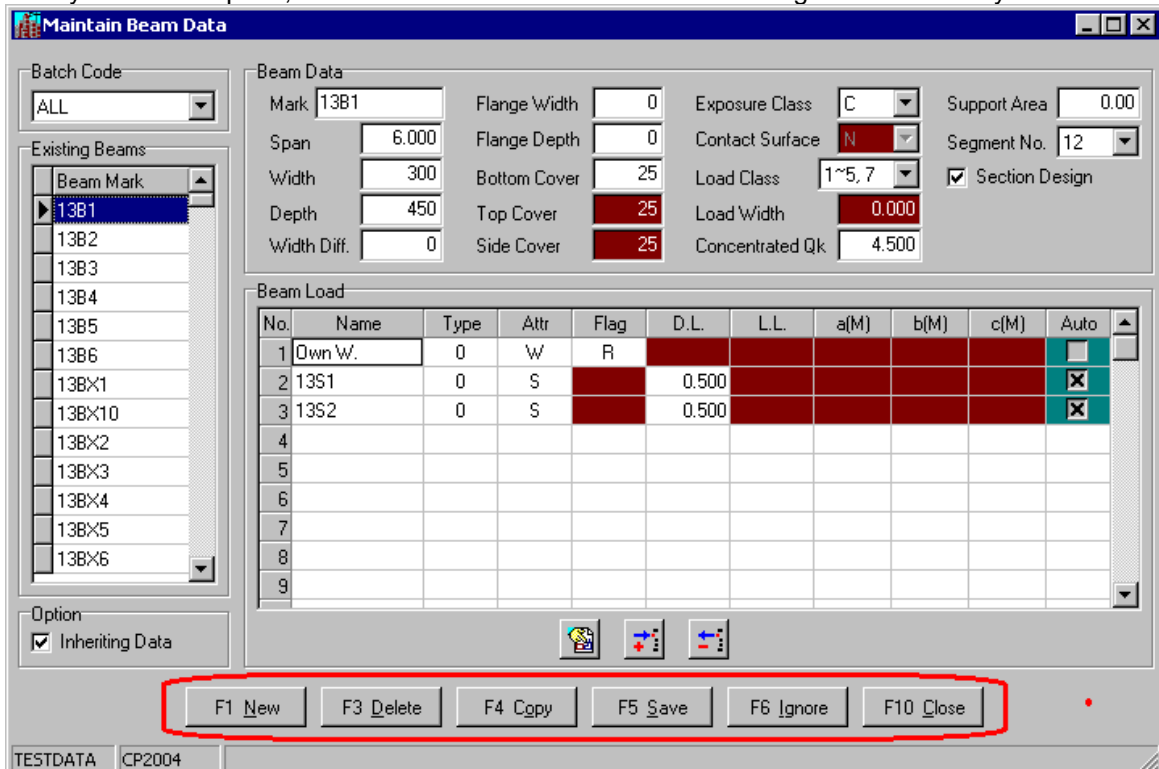 Maintain Beam Data
Batch Code
ALL
Existing Beams
Beam Mark
13B1
13B2
13B3
13B4
13B5
13B6
13BX1
13BX10
13BX2
13BX3
13BX4
13BX5
13BX6
Option
Inheriting Data
Beam Data
Mark 13B1 Flange Width 0 Exposure Class C Support Area 0.00
Span 6.000 Flange Depth 0 Contact Surface N Segment No. 12
Width 300 Bottom Cover 25 Load Class 1~5, 7 Section Design
Depth 450 Top Cover 25 Load Width 0.000
Width Diff. 0 Side Cover 25 Concentrated Qk 4.500
Beam Load
No. Name Type Attr Flag D.L. L.L. a(M) b(M) c(M) Auto
1 Own W. 0 W R
2 13S1 0 S 0.500
3 13S2 0 S 0.500
4
5
6
7
8
9
F1 New F3 Delete F4 Copy F5 Save F6 Ignore F10 Close
TESTDATA CP2004